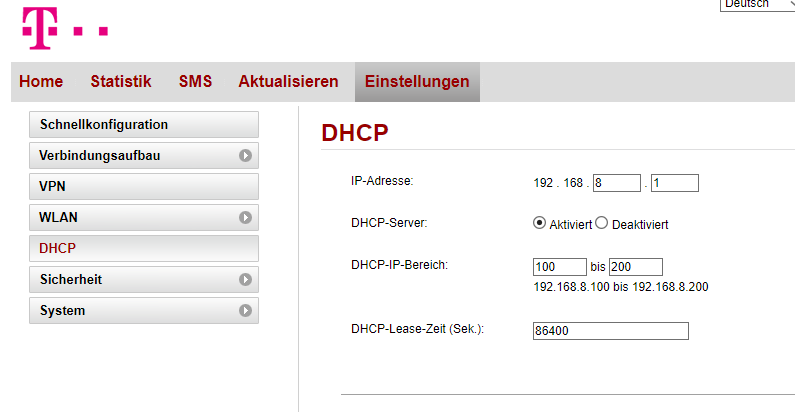 Deutsch
T
Home Statistik SMS Aktualisieren Einstellungen
Schnellkonfiguration
Verbindungsaufbau
VPN
WLAN
DHCP
Sicherheit
System
DHCP
IP-Adresse: 192 . 168 . 8 . 1
DHCP-Server: Aktiviert Deaktiviert
DHCP-IP-Bereich: 100 bis 200
192.168.8.100 bis 192.168.8.200
DHCP-Lease-Zeit (Sek.): 86400